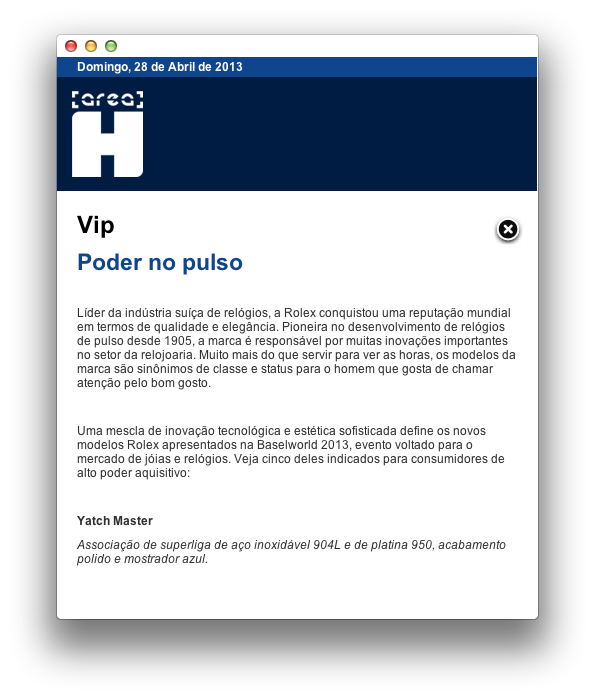 Domingo, 28 de Abril de 2013
[area]
H
Vip
Poder no pulso
Líder da indústria suíça de relógios, a Rolex conquistou uma reputação mundial
em termos de qualidade e elegância. Pioneira no desenvolvimento de relógios
de pulso desde 1905, a marca é responsável por muitas inovações importantes
no setor da relojoaria. Muito mais do que servir para ver as horas, os modelos da
marca são sinônimos de classe e status para o homem que gosta de chamar
atenção pelo bom gosto.
Uma mescla de inovação tecnológica e estética sofisticada define os novos
modelos Rolex apresentados na Baselworld 2013, evento voltado para o
mercado de jóias e relógios. Veja cinco deles indicados para consumidores de
alto poder aquisitivo:
Yatch Master
Associação de superliga de aço inoxidável 904L e de platina 950, acabamento
polido e mostrador azul.